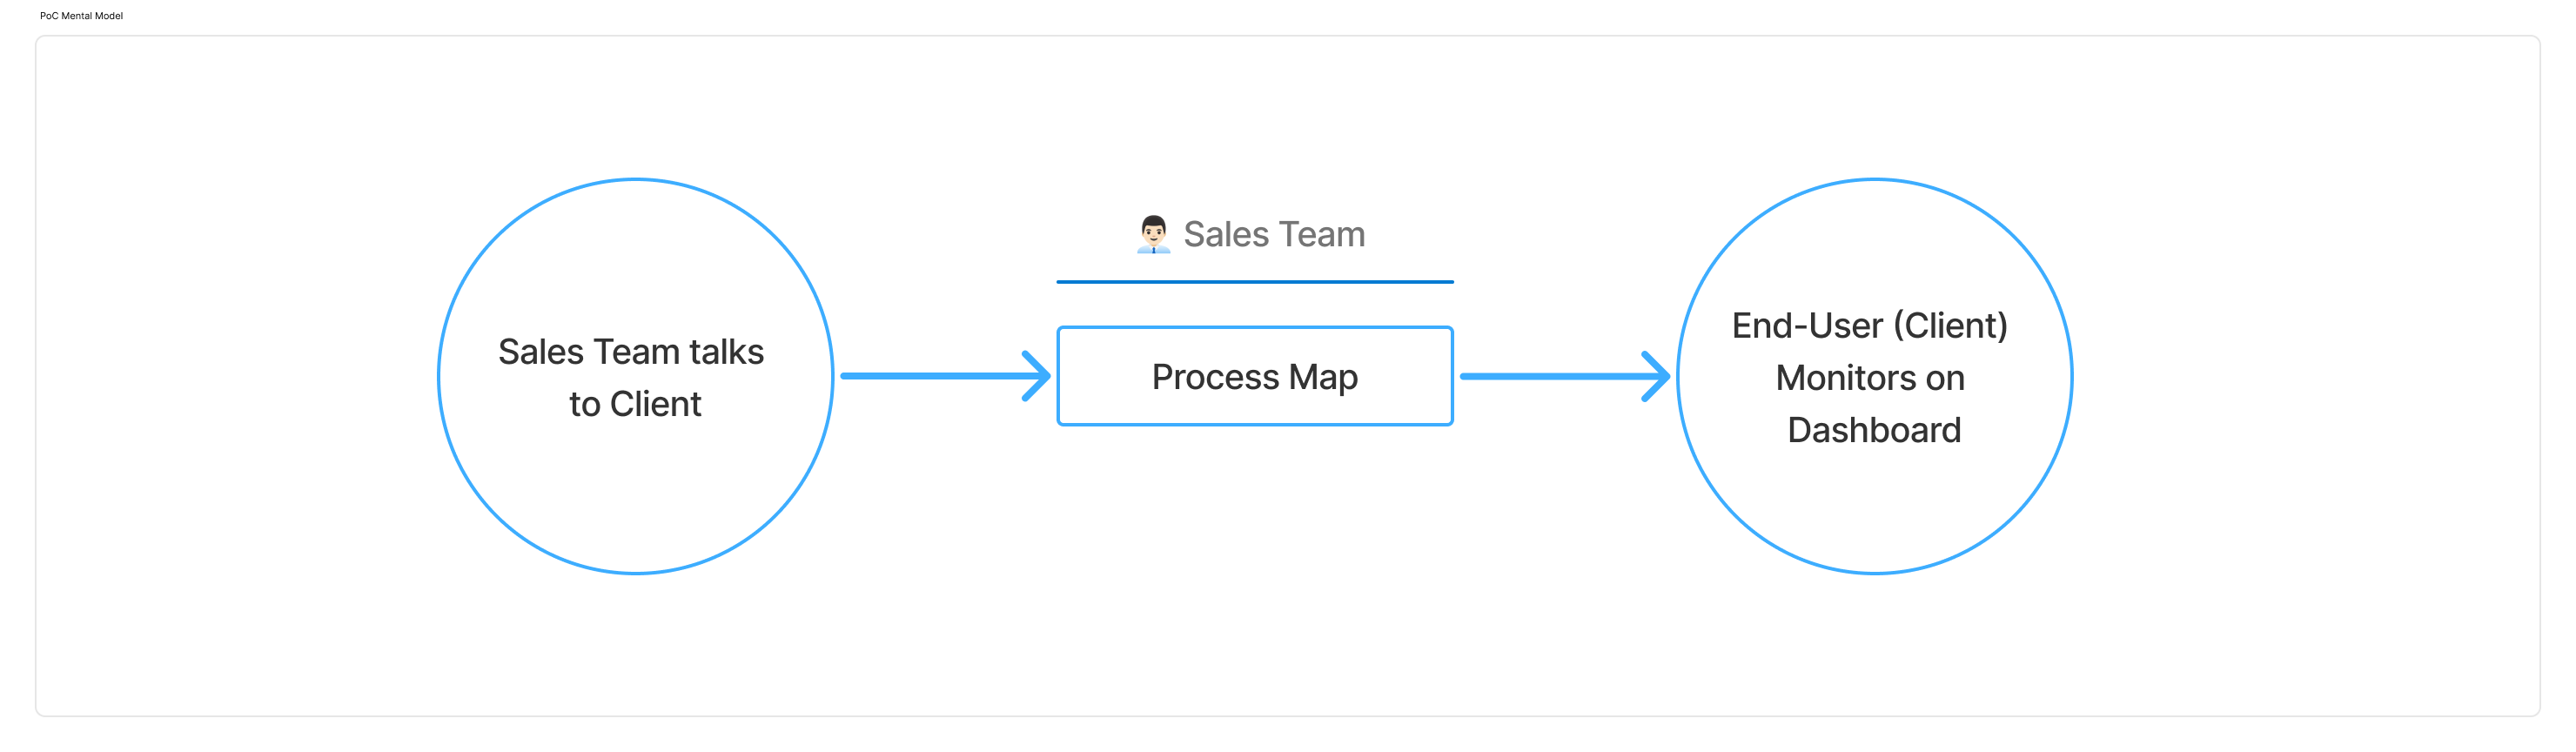 PoC Mental Model
Sales Team talks
to Client
Sales Team
Process Map
End-User (Client)
Monitors on
Dashboard